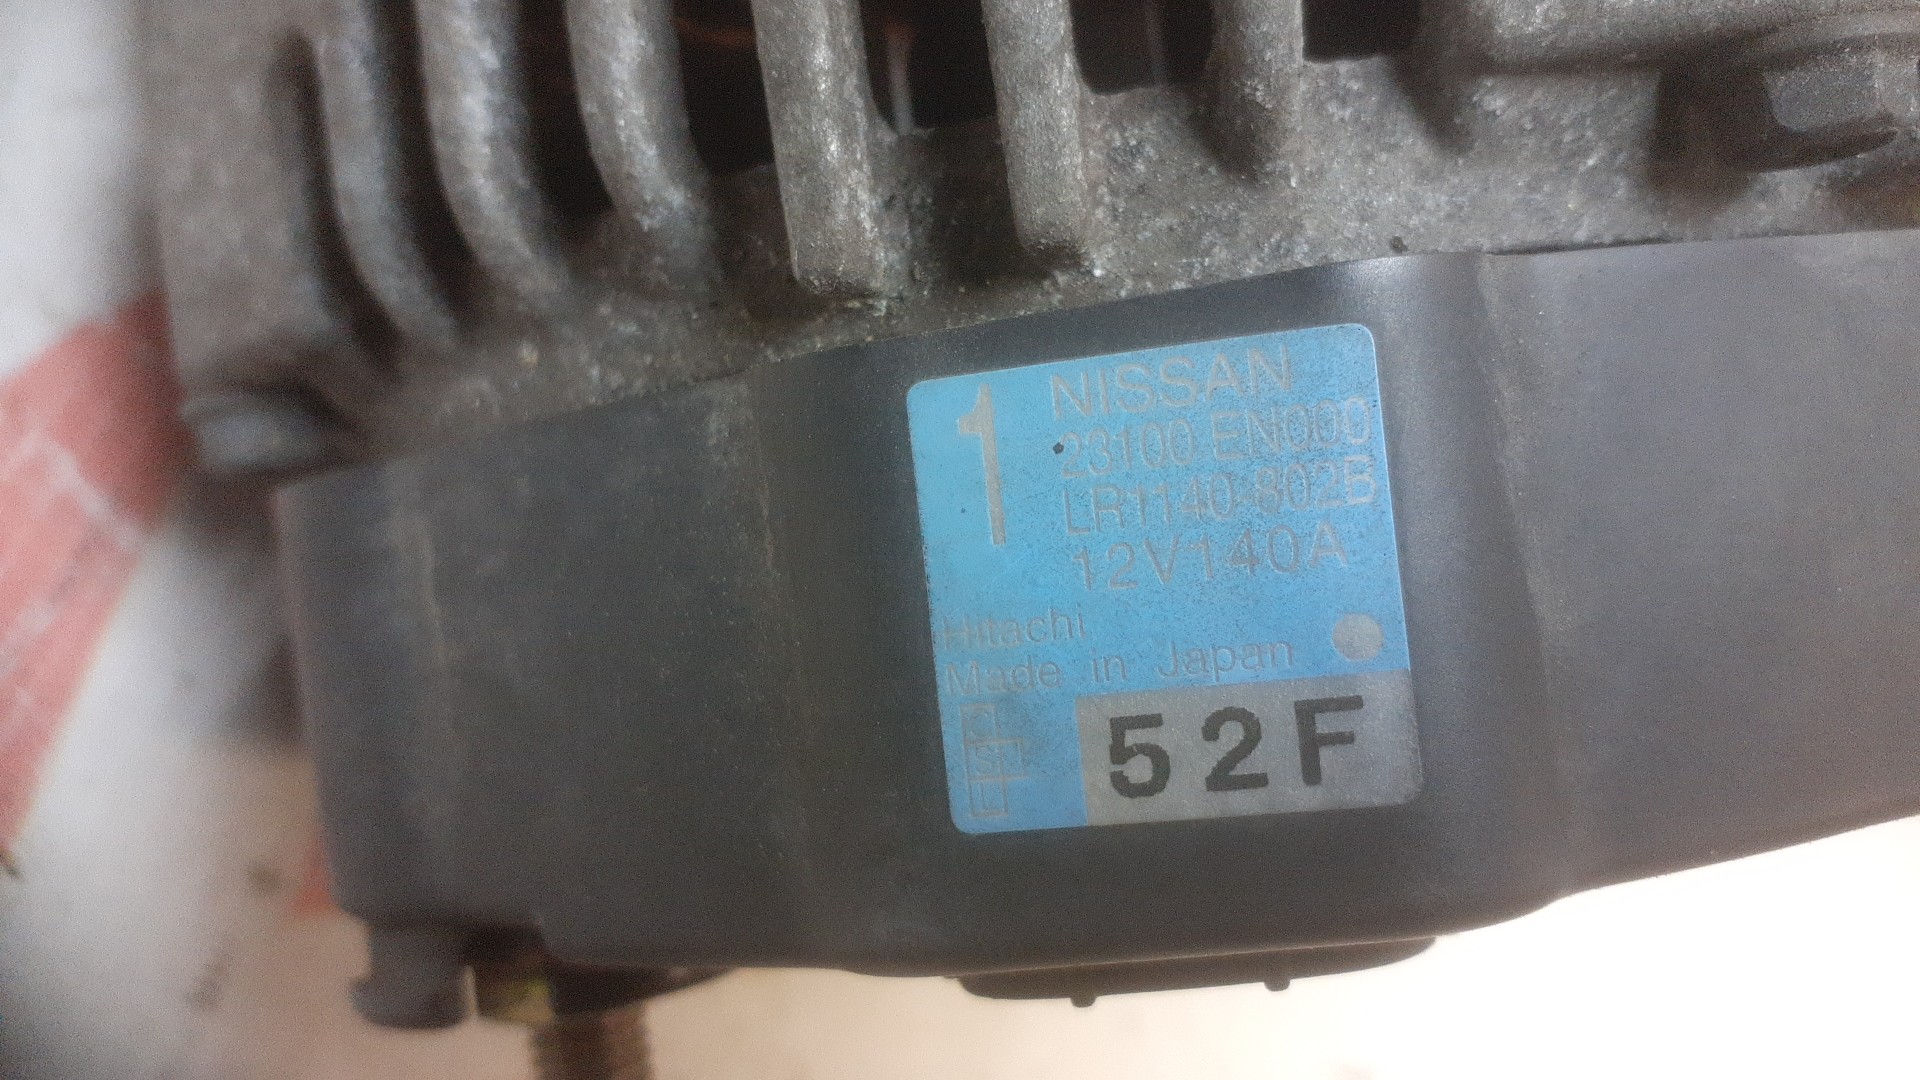 1
NISSAN
23100-EN000
LR1140-802B
12V140A
Hitachi
Made in Japan
52F